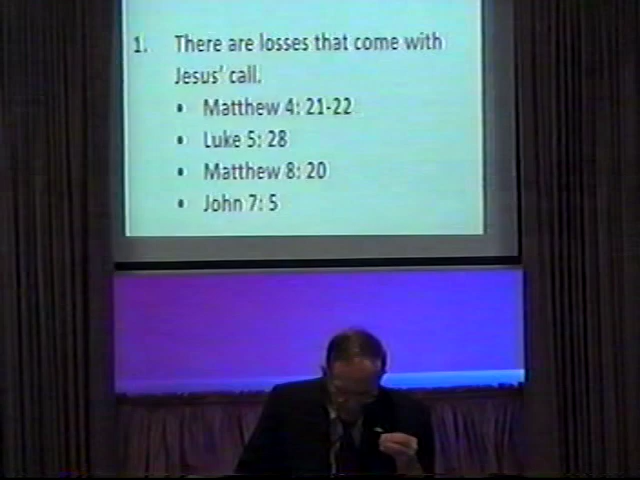 1. There are losses that come with
Jesus' call.
• Matthew 4: 21-22
• Luke 5: 28
• Matthew 8: 20
• John 7: 5